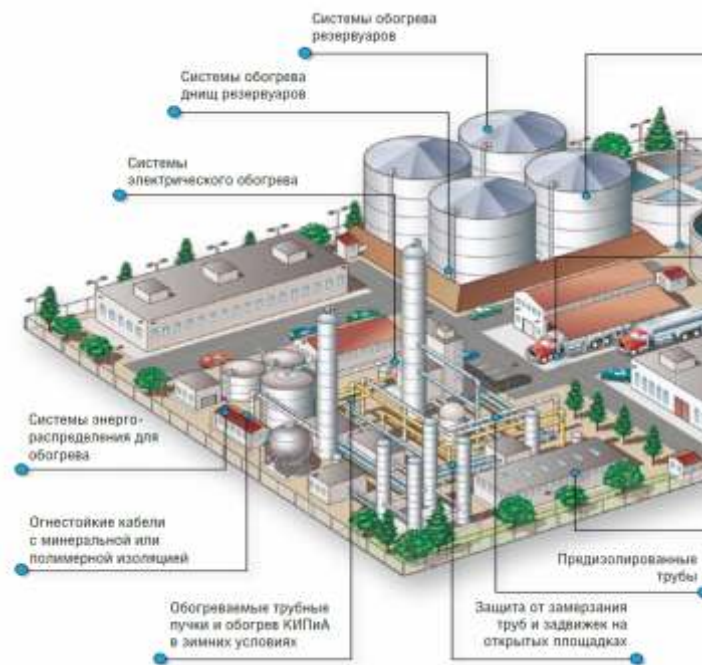 Системы обогрева
резервуаров
Системы обогрева
днищ резервуаров
Системы
электрического обогрева
Системы энерго-
распределения для
обогрева
Огнестойкие кабели
с минеральной или
полимерной изоляцией
Предизолированные
трубы
Обогреваемые трубные
пучки и обогрев КИПиА
в зимних условиях
Защита от замерзания
труб и задвижек на
открытых площадках